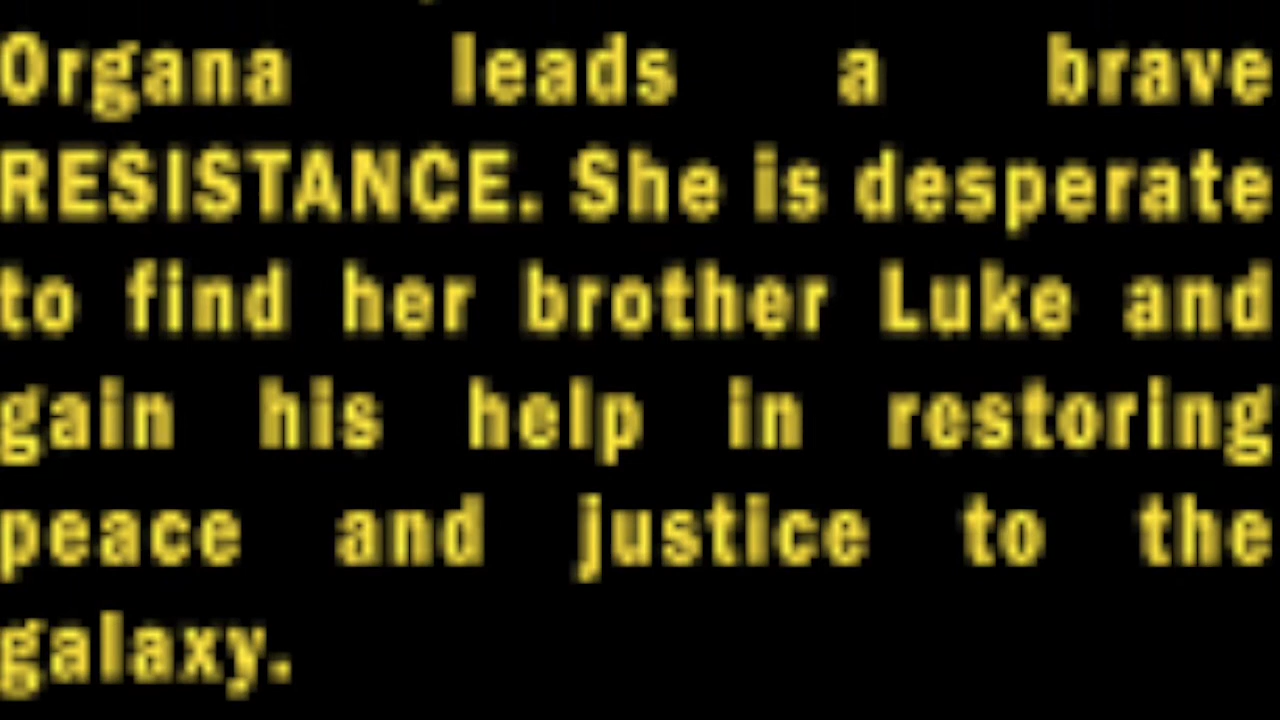 Organa leads a brave
RESISTANCE. She is desperate
to find her brother Luke and
gain his help in restoring
peace and justice to the
galaxy.